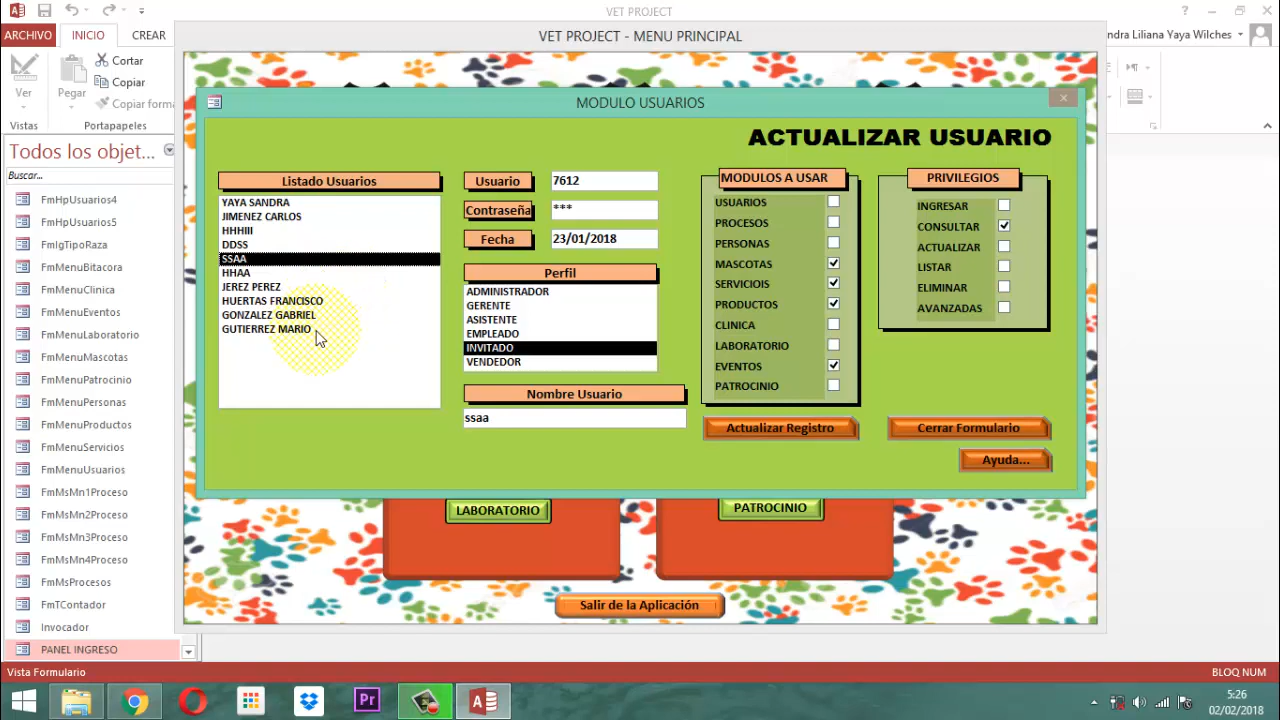 VET PROJECT
ARCHIVO
INICIO
CREAR
ndra Liliana Yaya Wilches
Ver
Pegar
Cortar
Copiar
Copiar forma
Vistas
Portapapeles
Todos los objet...
Buscar...
FmHpUsuarios4
FmHpUsuarios5
FmIgTipoRaza
FmMenuBitacora
FmMenuClinica
FmMenuEventos
FmMenuLaboratorio
FmMenuMascotas
FmMenuPatrocinio
FmMenuPersonas
FmMenuProductos
FmMenuServicios
FmMenuUsuarios
FmMsMn1Proceso
FmMsMn2Proceso
FmMsMn3Proceso
FmMsMn4Proceso
FmMsProcesos
FmTContador
Invocador
PANEL INGRESO
VET PROJECT - MENU PRINCIPAL
MODULO USUARIOS
ACTUALIZAR USUARIO
Listado Usuarios
YAYA SANDRA
JIMENEZ CARLOS
HHHIII
DDSS
SSAA
HHAA
JEREZ PEREZ
HUERTAS FRANCISCO
GONZALEZ GABRIEL
GUTIERREZ MARIO
Usuario 7612
Contraseña ***
Fecha 23/01/2018
Perfil
ADMINISTRADOR
GERENTE
ASISTENTE
EMPLEADO
INVITADO
VENDEDOR
Nombre Usuario
ssaa
MODULOS A USAR
USUARIOS
PROCESOS
PERSONAS
MASCOTAS
SERVICIOIS
PRODUCTOS
CLINICA
LABORATORIO
EVENTOS
PATROCINIO
PRIVILEGIOS
INGRESAR
CONSULTAR
ACTUALIZAR
LISTAR
ELIMINAR
AVANZADAS
Actualizar Registro
Cerrar Formulario
Ayuda...
LABORATORIO
PATROCINIO
Salir de la Aplicación
Vista Formulario
BLOQ NUM
Pr
5:26
02/02/2018